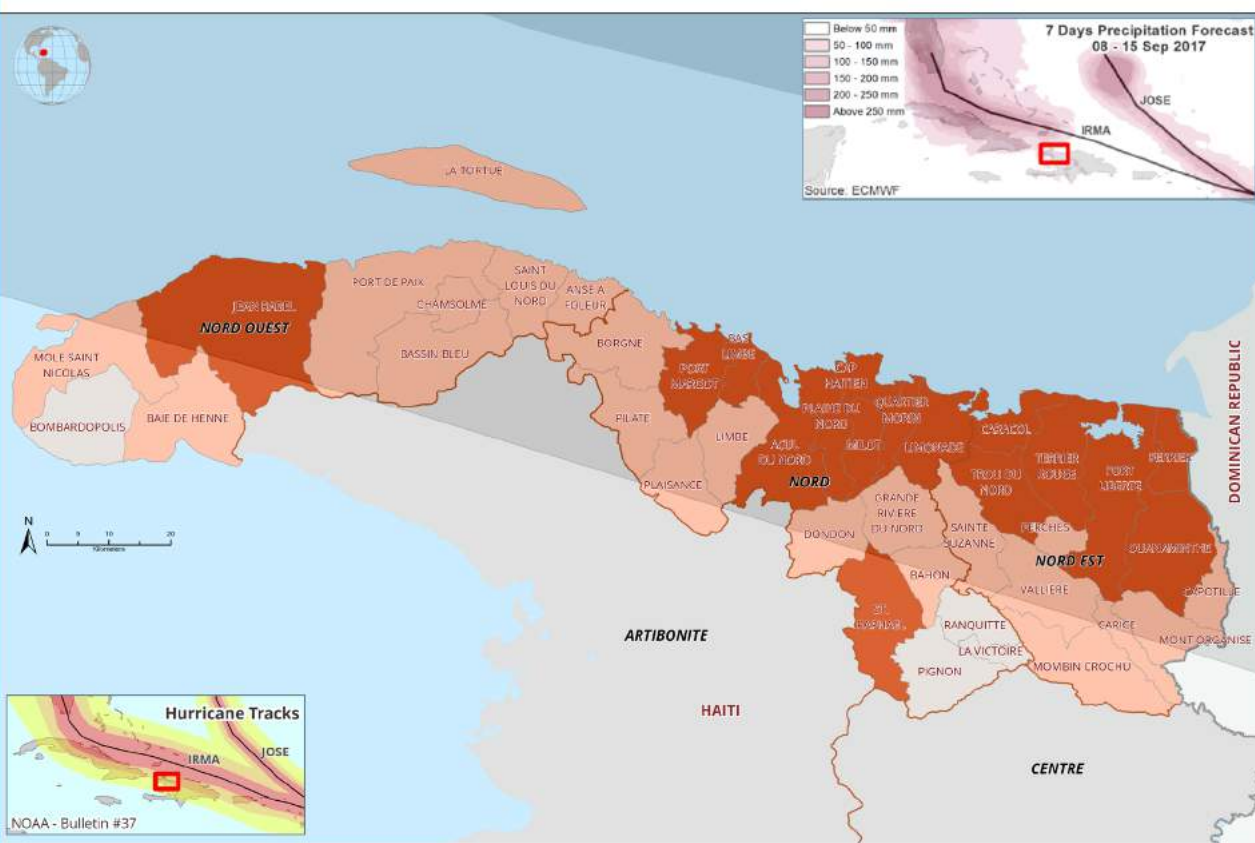 Below 50 mm
50 - 100 mm
100 - 150 mm
150 - 200 mm
200 - 250 mm
Above 250 mm
7 Days Precipitation Forecast
08 - 15 Sep 2017
JOSE
IRMA
Source: ECMWF
LA TORTUE
JEAN RABEL
NORD OUEST
PORT DE PAIX
CHAMSOLME
SAINT
LOUIS DU
NORD
ANSE A
FOLEUR
BASSIN BLEU
MOLE SAINT
NICOLAS
BOMBARDOPOLIS
BAIE DE HENNE
BORGNE
PORT
MARGOT
BAS
LIMBE
PILATE
LIMBE
PLAISANCE
CAP
HAITIEN
PLAINE DU
NORD
QUARTIER
MORIN
ACUL
DU NORD
MILOT
LIMONADE
NORD
CARACOL
TROU DU
NORD
TERRIER
ROUGE
FORT
LIBERTE
FERRIER
DOMINICAN REPUBLIC
GRANDE
RIVIERE
DU NORD
DONDON
SAINTE
SUZANNE
PERCHES
NORD EST
OUANAMINTHE
BAHON
VALLIERE
CAPOTILLE
ST.
RAPHAEL
RANQUITTE
LA VICTOIRE
PIGNON
CARICE
MONT ORGANISE
MOMBIN CROCHU
N
0 5 10 20
Kilometers
ARTIBONITE
HAITI
CENTRE
Hurricane Tracks
IRMA
JOSE
NOAA - Bulletin #37